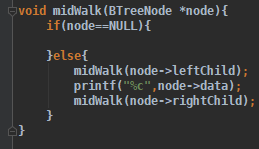 void midWalk(BTreeNode *node){
if(node==NULL){
}else{
midWalk(node->leftChild);
printf("%c",node->data);
midWalk(node->rightChild);
}
}